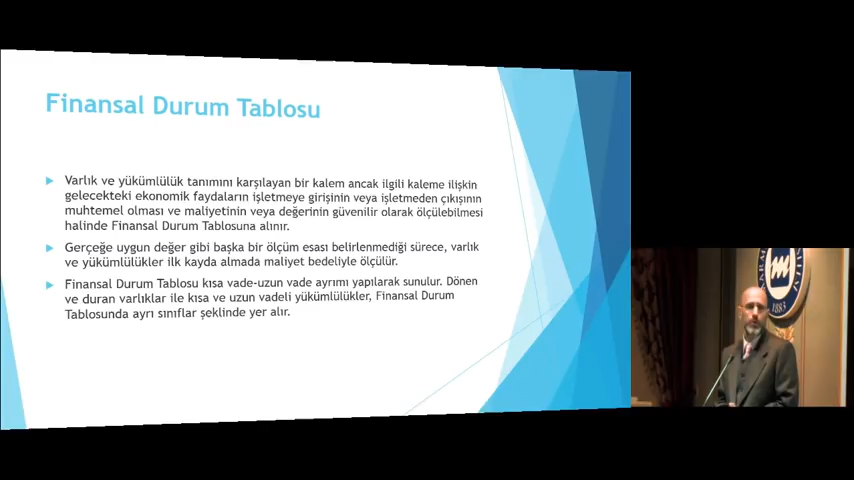 Finansal Durum Tablosu
Varlık ve yükümlülük tanımını karşılayan bir kalem ancak ilgili kaleme ilişkin
gelecekteki ekonomik faydaların işletmeye girişinin veya işletmeden çıkışının
muhtemel olması ve maliyetinin veya değerinin güvenilir olarak ölçülebilmesi
halinde Finansal Durum Tablosuna alınır.
Gerçeğe uygun değer gibi başka bir ölçüm esası belirlenmediği sürece, varlık
ve yükümlülükler ilk kayda almada maliyet bedeliyle ölçülür.
Finansal Durum Tablosu kısa vade-uzun vade ayrımı yapılarak sunulur. Dönen
ve duran varlıklar ile kısa ve uzun vadeli yükümlülükler, Finansal Durum
Tablosunda ayrı sınıflar şeklinde yer alır.
1883